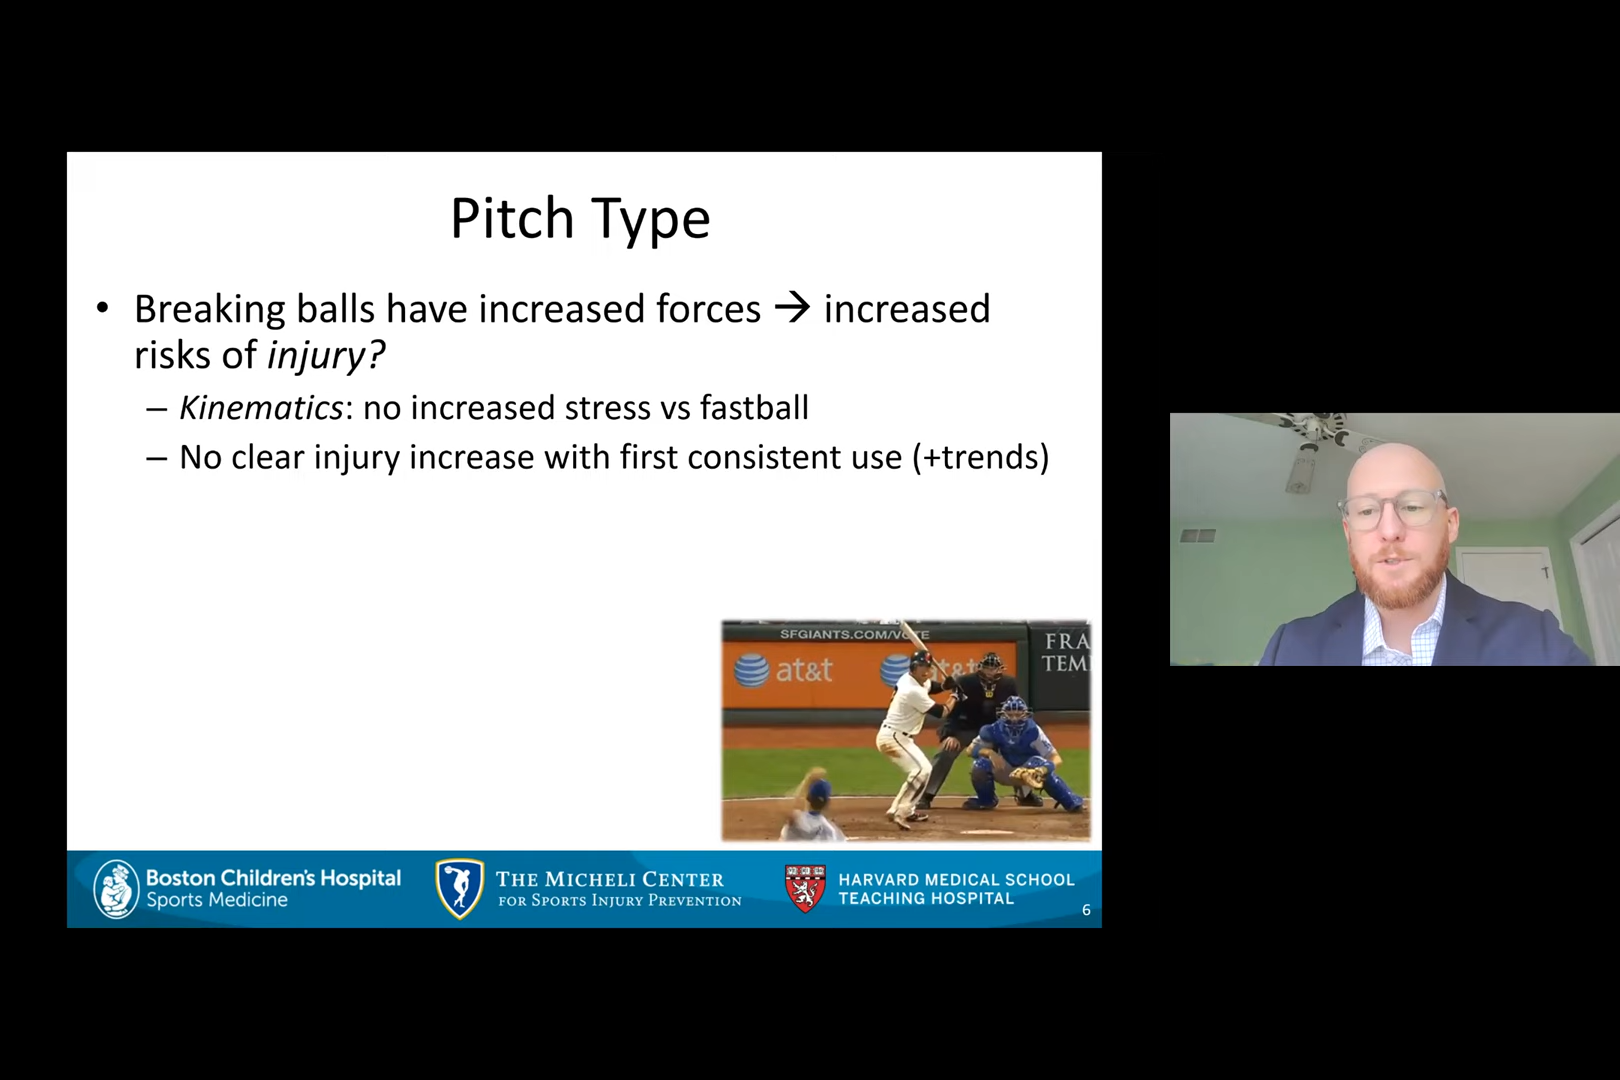 Pitch Type
• Breaking balls have increased forces → increased
risks of injury?
– Kinematics: no increased stress vs fastball
– No clear injury increase with first consistent use (+trends)
SFGIANTS.COM/VOTE
at&t
at&t
FRA
TEM
Boston Children's Hospital
Sports Medicine
THE MICHELI CENTER
FOR SPORTS INJURY PREVENTION
HARVARD MEDICAL SCHOOL
TEACHING HOSPITAL
6